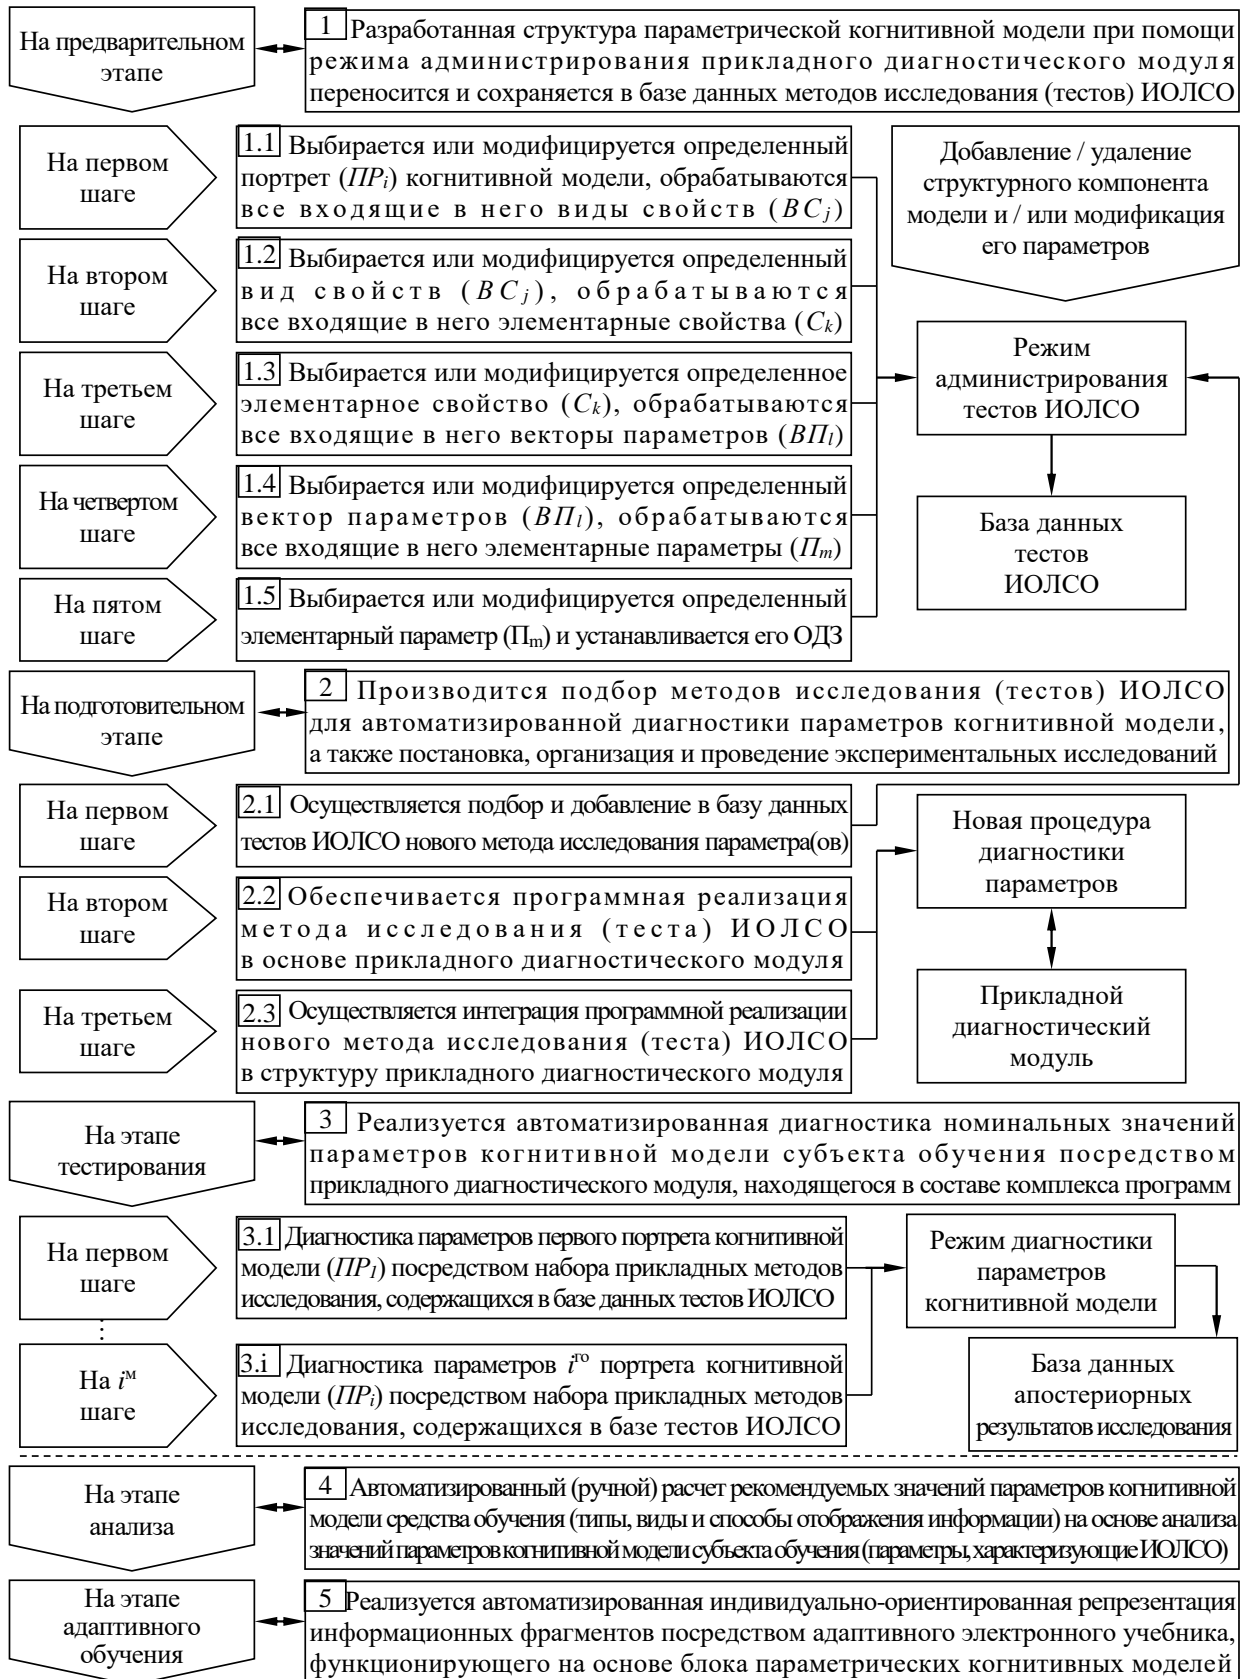 На предварительном
этапе
1 Разработанная структура параметрической когнитивной модели при помощи
режима администрирования прикладного диагностического модуля
переносится и сохраняется в базе данных методов исследования (тестов) ИОЛСО
На первом
шаге
1.1 Выбирается или модифицируется определенный
портрет (ПР_i) когнитивной модели, обрабатываются
все входящие в него виды свойств (ВС_j)
Добавление / удаление
структурного компонента
модели и / или модификация
его параметров
На втором
шаге
1.2 Выбирается или модифицируется определенный
вид свойств (ВС_j), обрабатываются
все входящие в него элементарные свойства (С_k)
На третьем
шаге
1.3 Выбирается или модифицируется определенное
элементарное свойство (С_k), обрабатываются
все входящие в него векторы параметров (ВП_l)
Режим
администрирования
тестов ИОЛСО
На четвертом
шаге
1.4 Выбирается или модифицируется определенный
вектор параметров (ВП_l), обрабатываются
все входящие в него элементарные параметры (П_m)
База данных
тестов
ИОЛСО
На пятом
шаге
1.5 Выбирается или модифицируется определенный
элементарный параметр (П_m) и устанавливается его ОДЗ
На подготовительном
этапе
2 Производится подбор методов исследования (тестов) ИОЛСО
для автоматизированной диагностики параметров когнитивной модели,
а также постановка, организация и проведение экспериментальных исследований
На первом
шаге
2.1 Осуществляется подбор и добавление в базу данных
тестов ИОЛСО нового метода исследования параметра(ов)
Новая процедура
диагностики
параметров
На втором
шаге
2.2 Обеспечивается программная реализация
метода исследования (теста) ИОЛСО
в основе прикладного диагностического модуля
На третьем
шаге
2.3 Осуществляется интеграция программной реализации
нового метода исследования (теста) ИОЛСО
в структуру прикладного диагностического модуля
Прикладной
диагностический
модуль
На этапе
тестирования
3 Реализуется автоматизированная диагностика номинальных значений
параметров когнитивной модели субъекта обучения посредством
прикладного диагностического модуля, находящегося в составе комплекса программ
На первом
шаге
3.1 Диагностика параметров первого портрета когнитивной
модели (ПР_1) посредством набора прикладных методов
исследования, содержащихся в базе данных тестов ИОЛСО
Режим диагностики
параметров
когнитивной модели
⋮
На i^м
шаге
3.i Диагностика параметров i^го портрета когнитивной
модели (ПР_i) посредством набора прикладных методов
исследования, содержащихся в базе тестов ИОЛСО
База данных
апостериорных
результатов исследования
На этапе
анализа
4 Автоматизированный (ручной) расчет рекомендуемых значений параметров когнитивной
модели средства обучения (типы, виды и способы отображения информации) на основе анализа
значений параметров когнитивной модели субъекта обучения (параметры, характеризующие ИОЛСО)
На этапе
адаптивного
обучения
5 Реализуется автоматизированная индивидуально-ориентированная репрезентация
информационных фрагментов посредством адаптивного электронного учебника,
функционирующего на основе блока параметрических когнитивных моделей